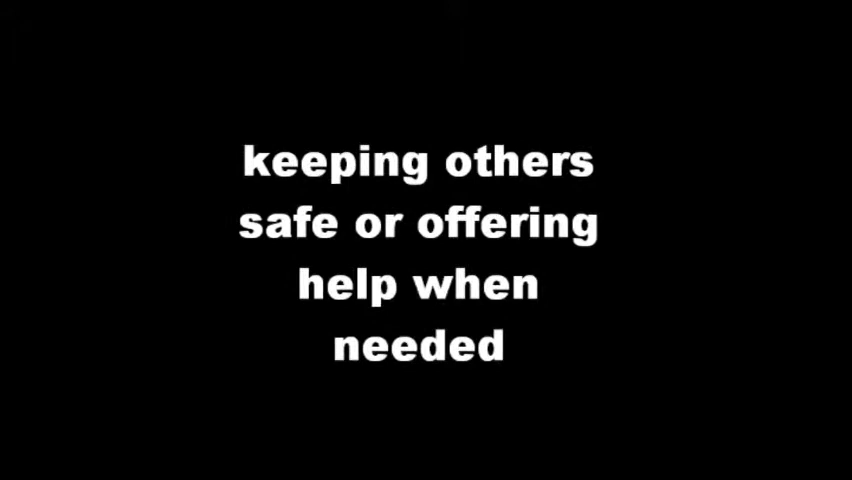 keeping others
safe or offering
help when
needed